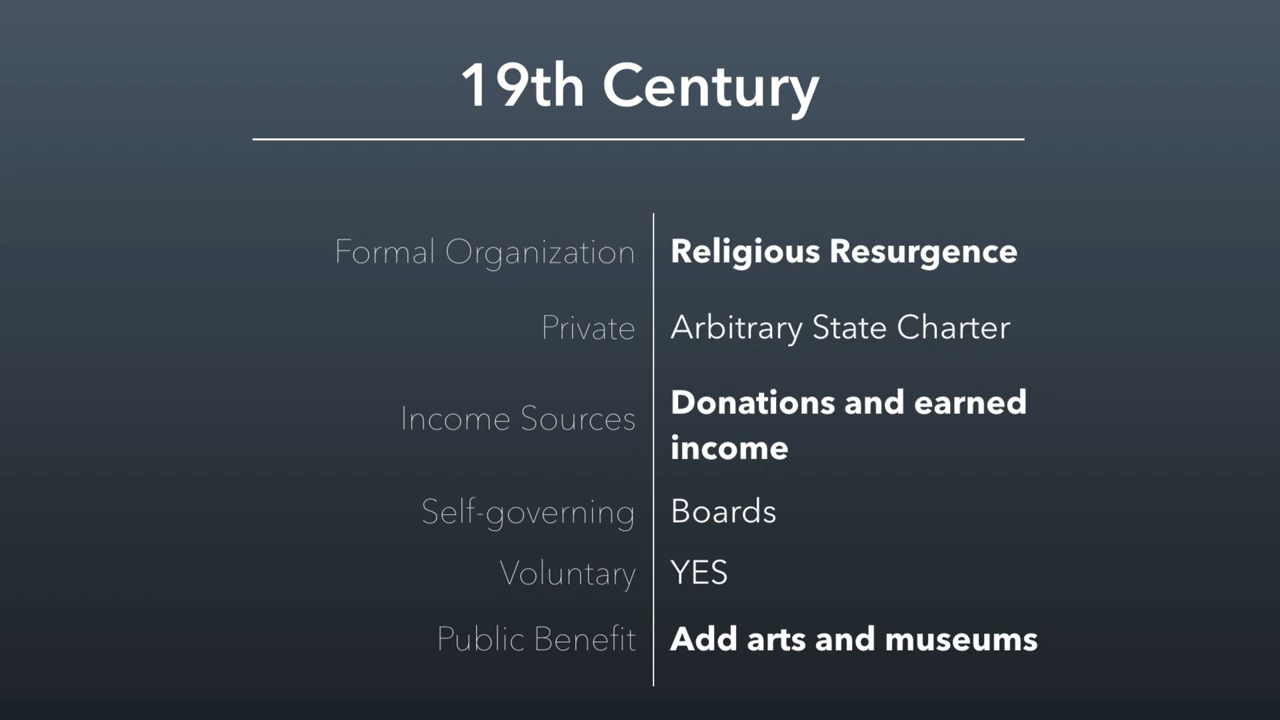 19th Century
Formal Organization Religious Resurgence
Private Arbitrary State Charter
Income Sources Donations and earned
income
Self-governing Boards
Voluntary YES
Public Benefit Add arts and museums